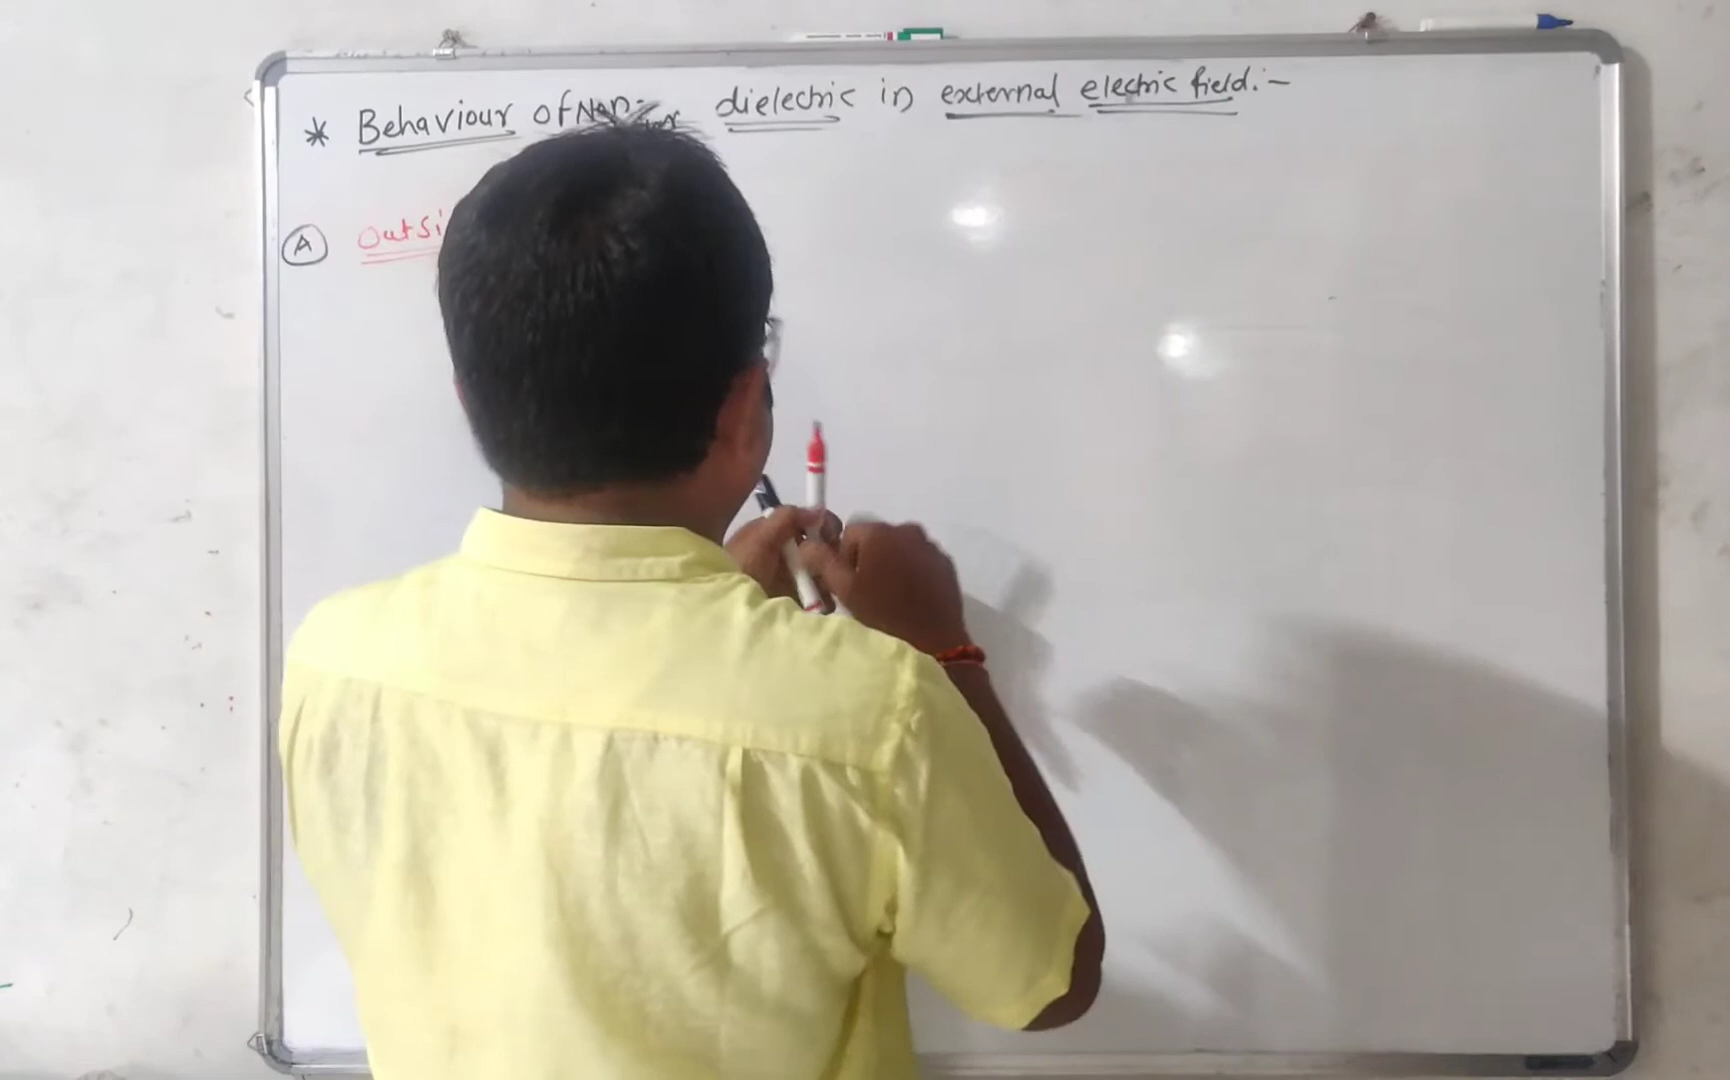 * Behaviour of Non- dielectric in external electric field:-
(A) outsi